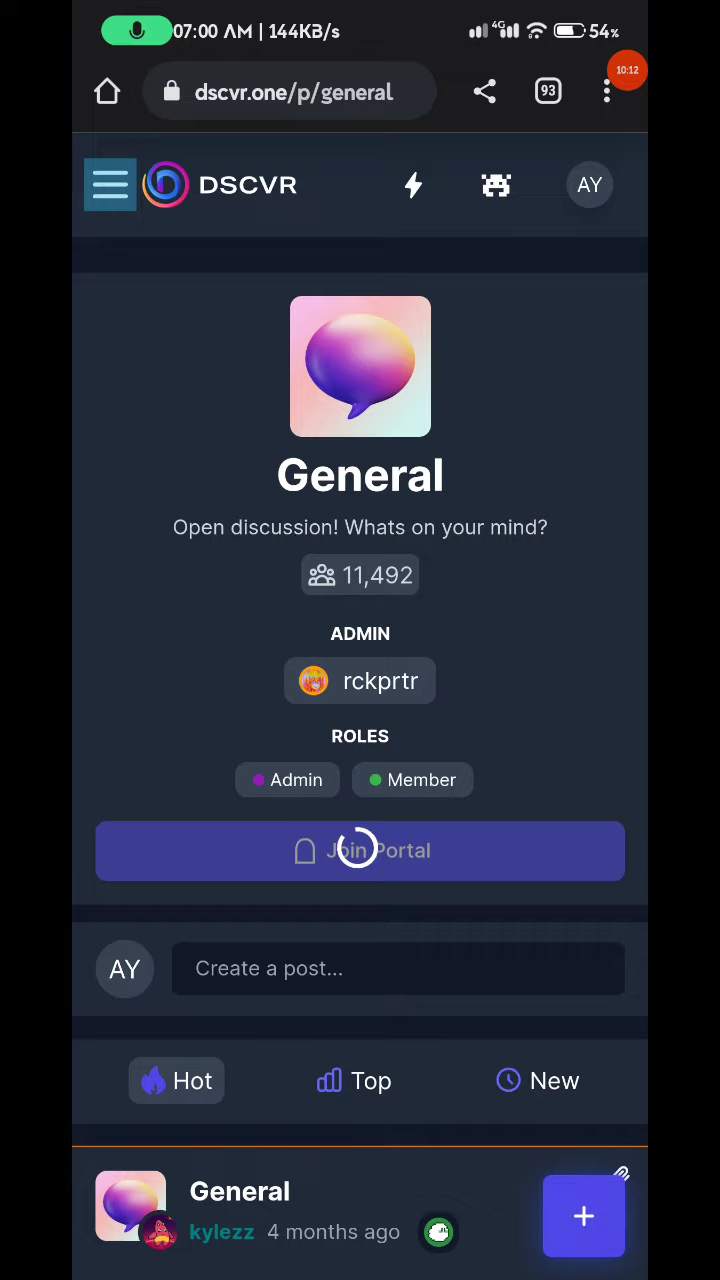 07:00 AM | 144KB/s 4G 54%
10:12
dscvr.one/p/general 93
DSCVR AY
General
Open discussion! Whats on your mind?
11,492
ADMIN
rckprtr
ROLES
Admin Member
Join Portal
AY Create a post...
Hot Top New
General
kylezz 4 months ago
+